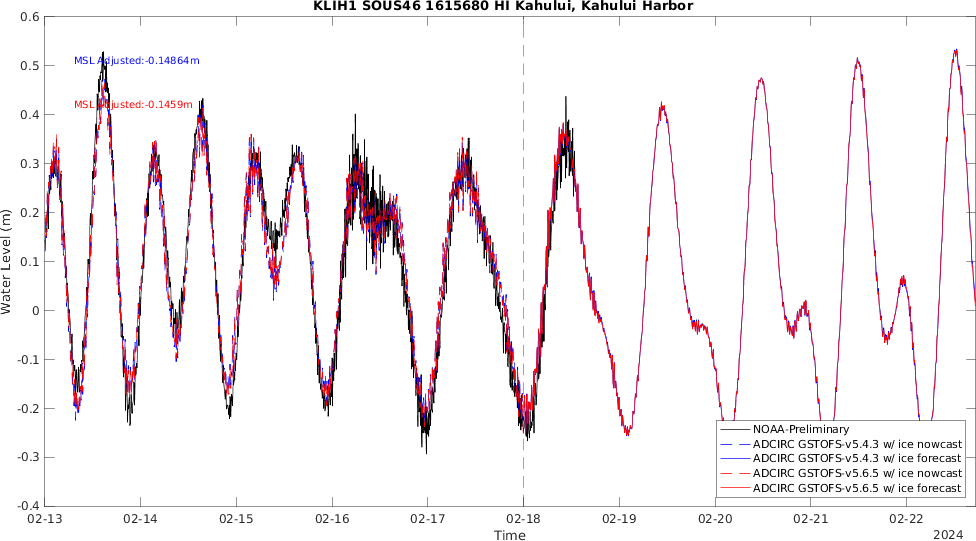 KLIH1 SOUS46 1615680 HI Kahului, Kahului Harbor
0.6
0.5
0.4
0.3
0.2
0.1
0
-0.1
-0.2
-0.3
-0.4
Water Level (m)
MSL Adjusted:-0.14864m
MSL Adjusted:-0.1459m
NOAA-Preliminary
ADCIRC GSTOFS-v5.4.3 w/ ice nowcast
ADCIRC GSTOFS-v5.4.3 w/ ice forecast
ADCIRC GSTOFS-v5.6.5 w/ ice nowcast
ADCIRC GSTOFS-v5.6.5 w/ ice forecast
02-13 02-14 02-15 02-16 02-17 02-18 02-19 02-20 02-21 02-22
Time
2024